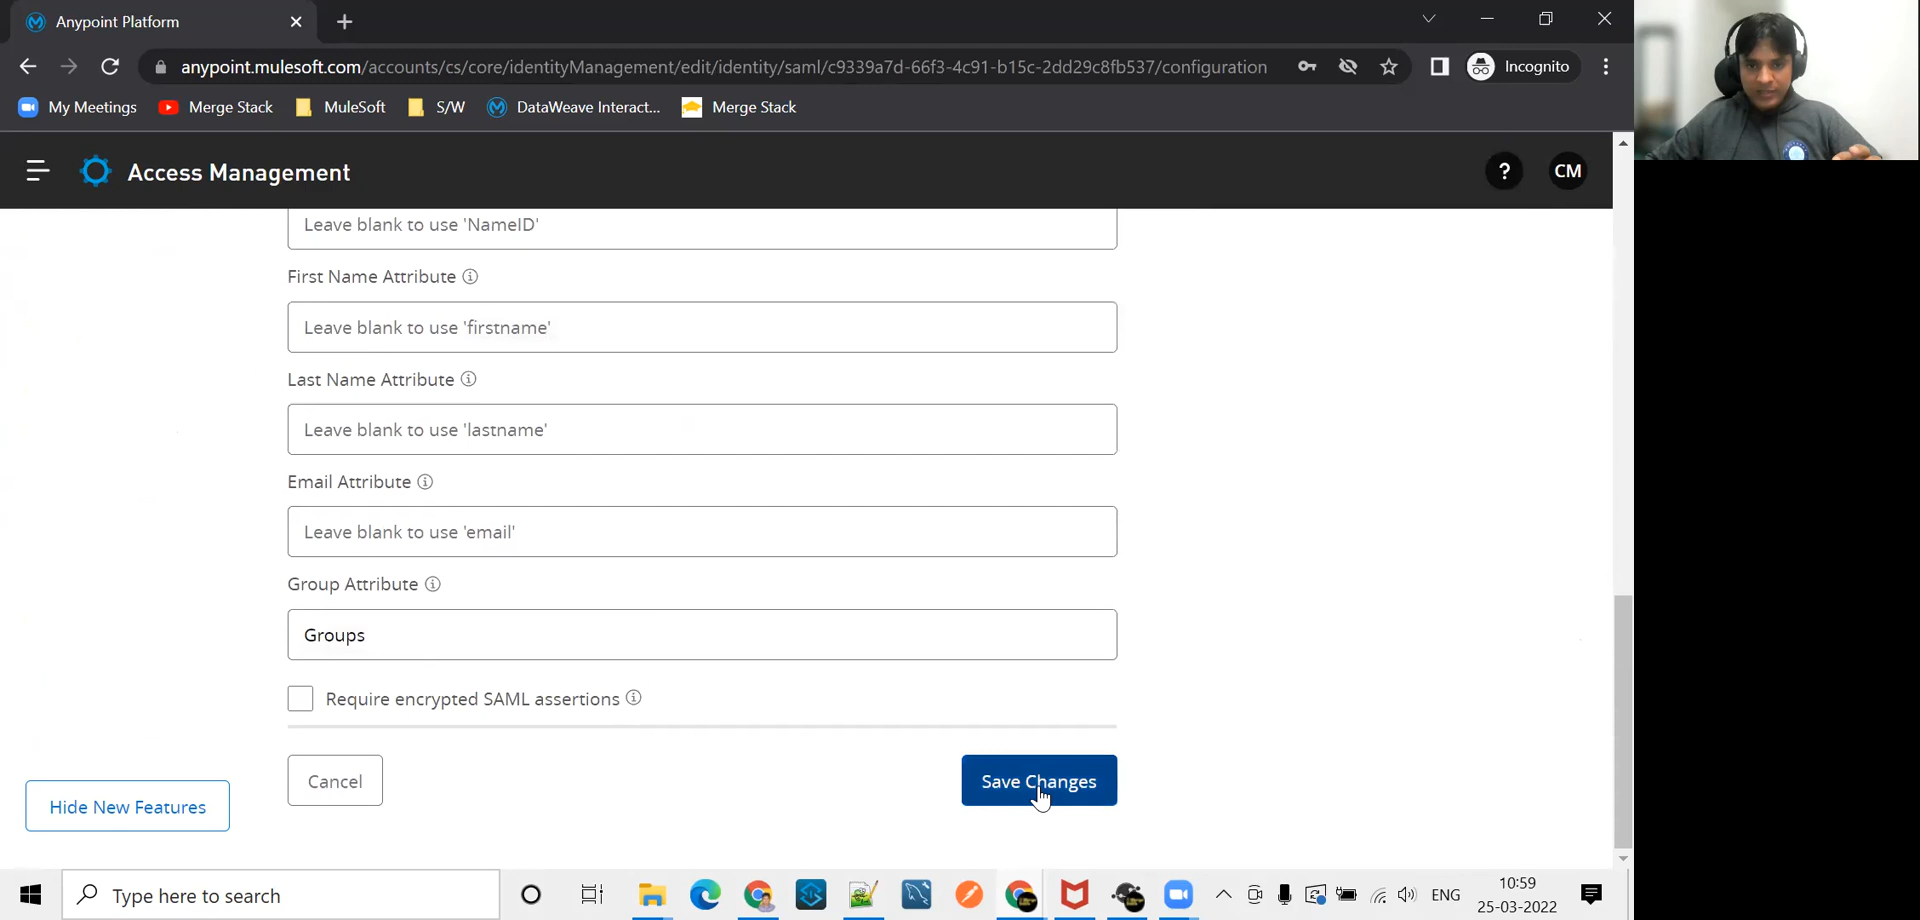 Anypoint Platform
anypoint.mulesoft.com/accounts/cs/core/identityManagement/edit/identity/saml/c9339a7d-66f3-4c91-b15c-2dd29c8fb537/configuration
Incognito
My Meetings
Merge Stack
MuleSoft
S/W
DataWeave Interact...
Merge Stack
Access Management
?
CM
Leave blank to use 'NameID'
First Name Attribute
Leave blank to use 'firstname'
Last Name Attribute
Leave blank to use 'lastname'
Email Attribute
Leave blank to use 'email'
Group Attribute
Groups
Require encrypted SAML assertions
Cancel
Save Changes
Hide New Features
Type here to search
ENG
10:59
25-03-2022